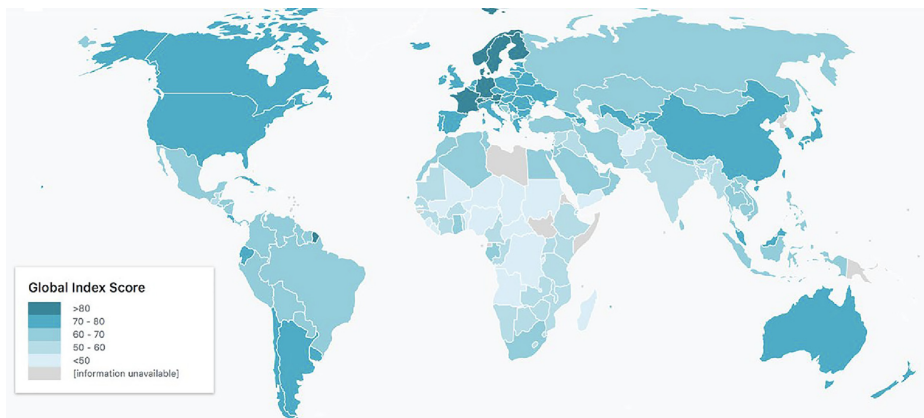 Global Index Score
>80
70 - 80
60 - 70
50 - 60
<50
[information unavailable]